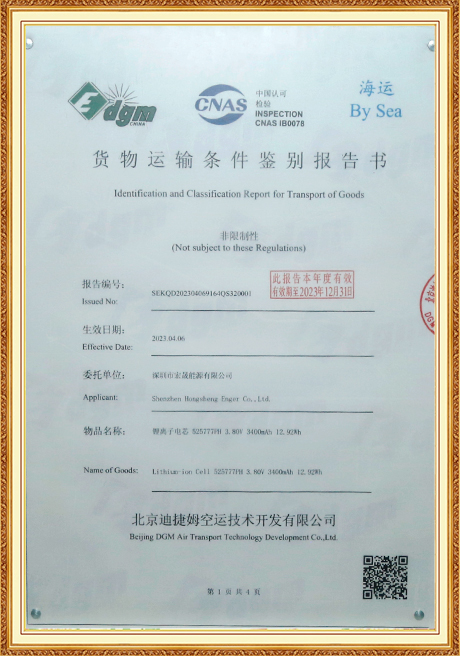 Edgm
CHINA
CNAS
中国认可
检验
INSPECTION
CNAS IB0078
海运
By Sea
货物运输条件鉴别报告书
Identification and Classification Report for Transport of Goods
非限制性
(Not subject to these Regulations)
此报告本年度有效
有效期至2023年12月31日
报告编号:
Issued No:
SEKQD202304069164QS320001
生效日期:
Effective Date:
2023.04.06
委托单位:
深圳市宏晟能源有限公司
Applicant:
Shenzhen Hongsheng Enger Co.,Ltd.
物品名称:
锂离子电芯 525777PH 3.80V 3400mAh 12.92Wh
Name of Goods:
Lithium-ion Cell 525777PH 3.80V 3400mAh 12.92Wh
北京迪捷姆空运技术开发有限公司
Beijing DGM Air Transport Technology Development Co.,Ltd.
第 1 页 共 4 页